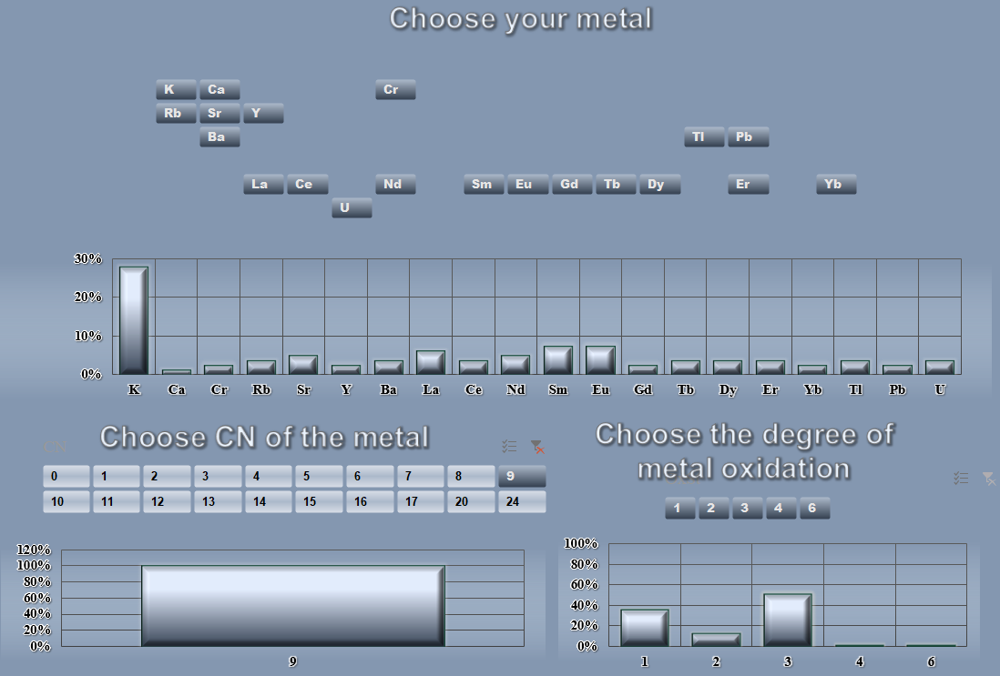 Choose your metal
K Ca Cr
Rb Sr Y
Ba Tl Pb
La Ce Nd Sm Eu Gd Tb Dy Er Yb
U
30%
20%
10%
0%
K Ca Cr Rb Sr Y Ba La Ce Nd Sm Eu Gd Tb Dy Er Yb Tl Pb U
CN
Choose CN of the metal
0 1 2 3 4 5 6 7 8 9
10 11 12 13 14 15 16 17 20 24
120%
100%
80%
60%
40%
20%
0%
9
Choose the degree of
metal oxidation
1 2 3 4 6
100%
80%
60%
40%
20%
0%
1 2 3 4 6